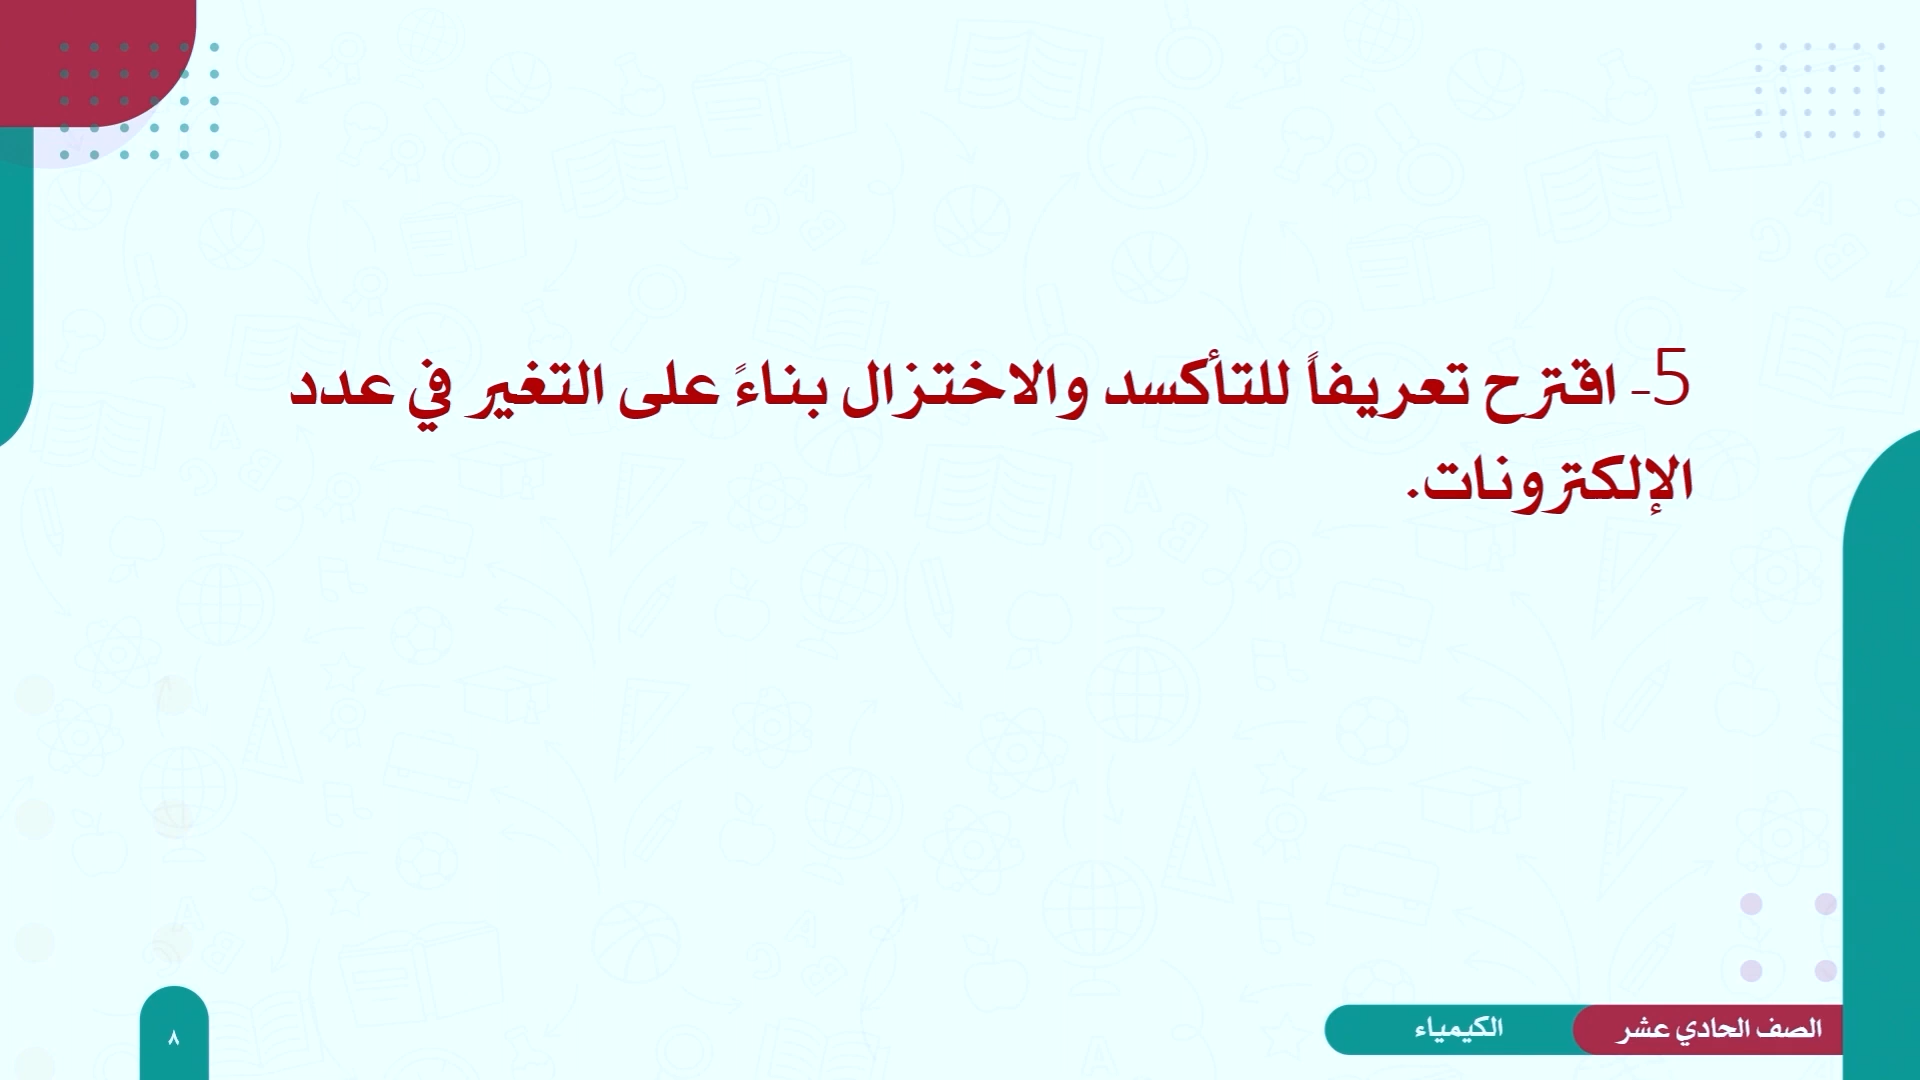 5- اقترح تعريفاً للتأكسد والاختزال بناءً على التغير في عدد
الإلكترونات.
الصف الحادي عشر
الكيمياء
٨